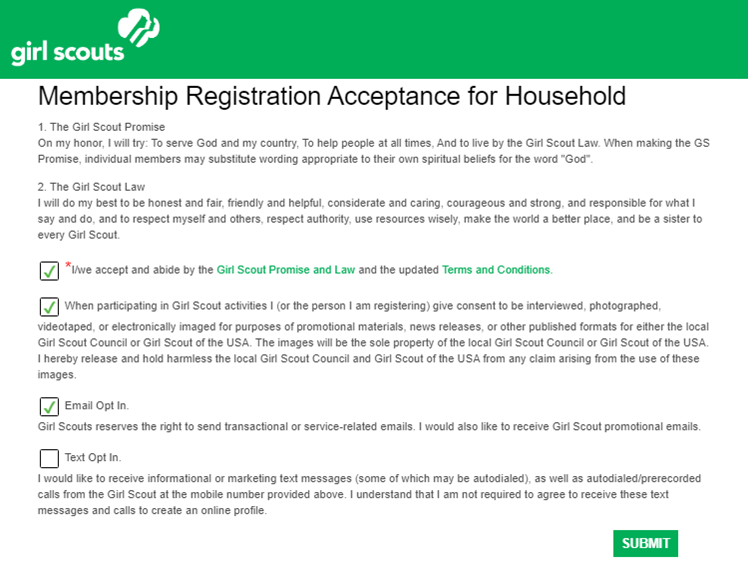 girl scouts
Membership Registration Acceptance for Household
1. The Girl Scout Promise
On my honor, I will try: To serve God and my country, To help people at all times, And to live by the Girl Scout Law. When making the GS
Promise, individual members may substitute wording appropriate to their own spiritual beliefs for the word "God".
2. The Girl Scout Law
I will do my best to be honest and fair, friendly and helpful, considerate and caring, courageous and strong, and responsible for what I
say and do, and to respect myself and others, respect authority, use resources wisely, make the world a better place, and be a sister to
every Girl Scout.
*I/we accept and abide by the Girl Scout Promise and Law and the updated Terms and Conditions.
When participating in Girl Scout activities I (or the person I am registering) give consent to be interviewed, photographed,
videotaped, or electronically imaged for purposes of promotional materials, news releases, or other published formats for either the local
Girl Scout Council or Girl Scout of the USA. The images will be the sole property of the local Girl Scout Council or Girl Scout of the USA.
I hereby release and hold harmless the local Girl Scout Council and Girl Scout of the USA from any claim arising from the use of these
images.
Email Opt In.
Girl Scouts reserves the right to send transactional or service-related emails. I would also like to receive Girl Scout promotional emails.
Text Opt In.
I would like to receive informational or marketing text messages (some of which may be autodialed), as well as autodialed/prerecorded
calls from the Girl Scout at the mobile number provided above. I understand that I am not required to agree to receive these text
messages and calls to create an online profile.
SUBMIT